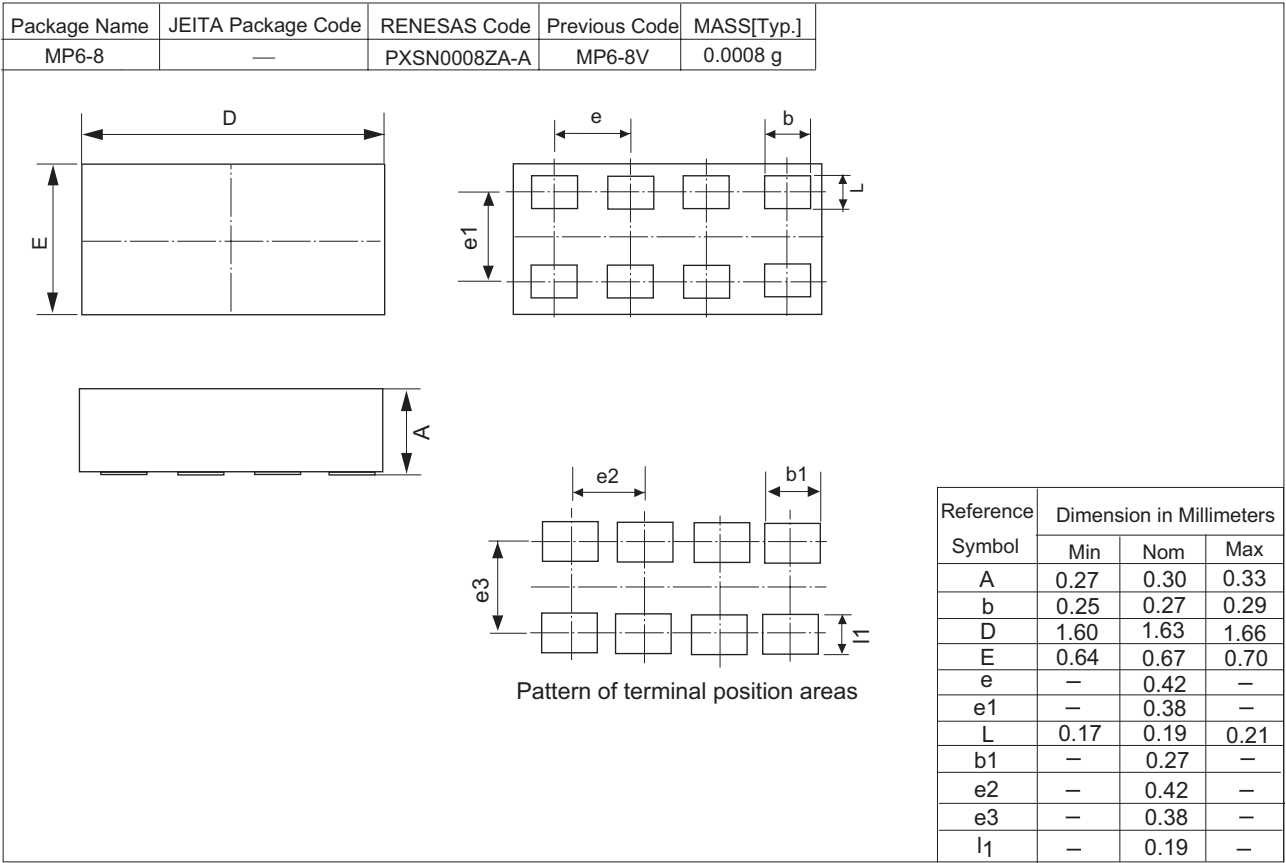 Package Name JEITA Package Code RENESAS Code Previous Code MASS[Typ.]
MP6-8 — PXSN0008ZA-A MP6-8V 0.0008 g
D
E
e
b
L
e1
A
e2
b1
e3
l1
Pattern of terminal position areas
Reference Symbol Dimension in Millimeters
Min Nom Max
A 0.27 0.30 0.33
b 0.25 0.27 0.29
D 1.60 1.63 1.66
E 0.64 0.67 0.70
e – 0.42 –
e1 – 0.38 –
L 0.17 0.19 0.21
b1 – 0.27 –
e2 – 0.42 –
e3 – 0.38 –
l1 – 0.19 –